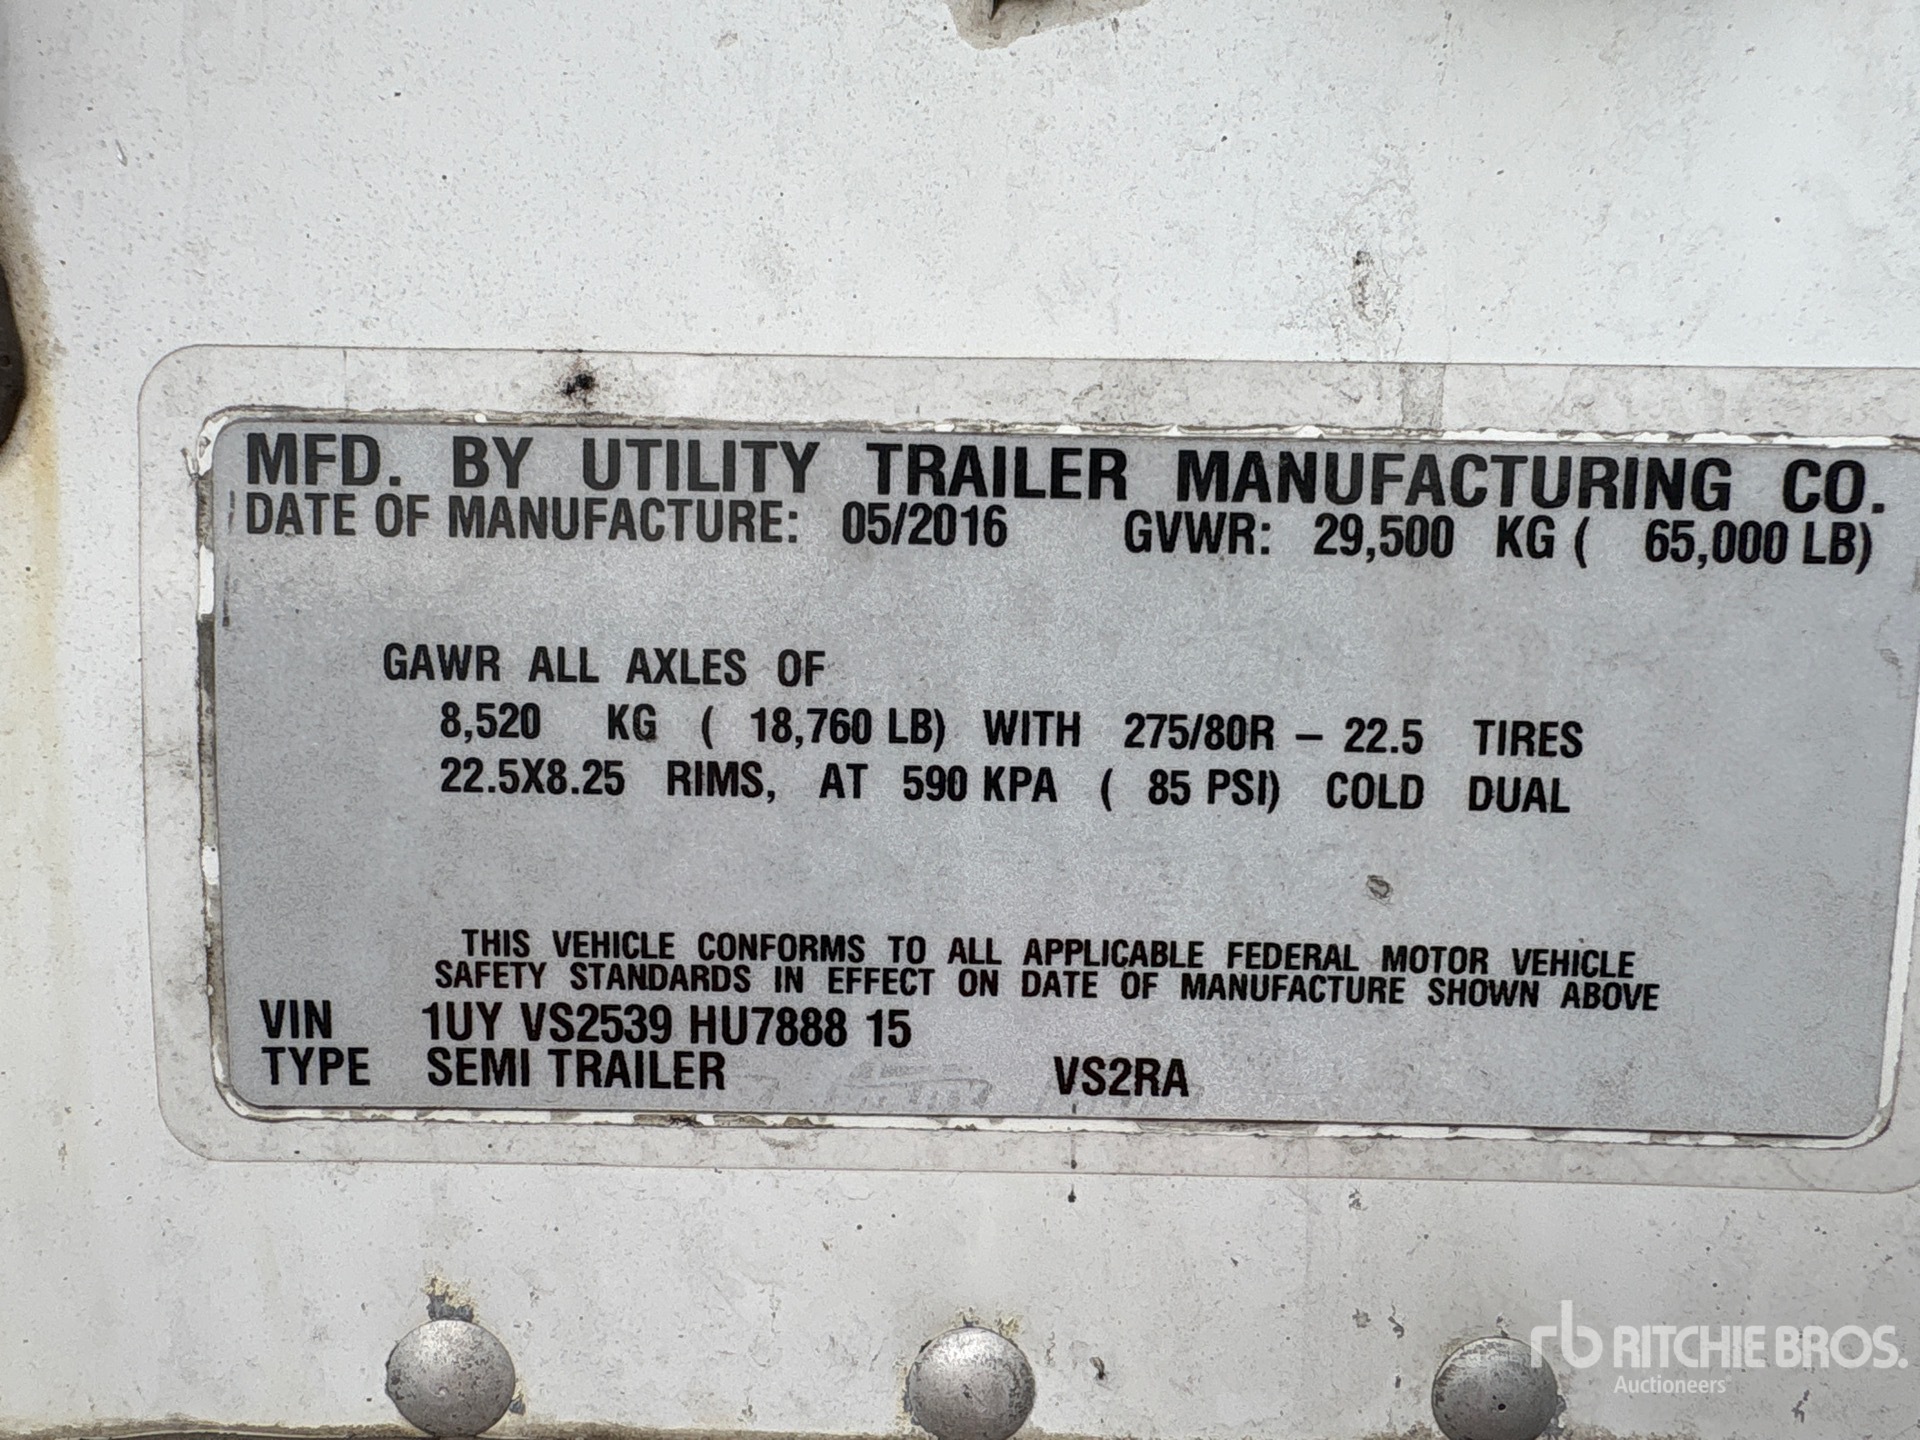 MFD. BY UTILITY TRAILER MANUFACTURING CO.
DATE OF MANUFACTURE: 05/2016 GVWR: 29,500 KG ( 65,000 LB)
GAWR ALL AXLES OF
8,520 KG ( 18,760 LB) WITH 275/80R – 22.5 TIRES
22.5X8.25 RIMS, AT 590 KPA ( 85 PSI) COLD DUAL
THIS VEHICLE CONFORMS TO ALL APPLICABLE FEDERAL MOTOR VEHICLE
SAFETY STANDARDS IN EFFECT ON DATE OF MANUFACTURE SHOWN ABOVE
VIN 1UY VS2539 HU7888 15
TYPE SEMI TRAILER VS2RA
rb RITCHIE BROS.
Auctioneers